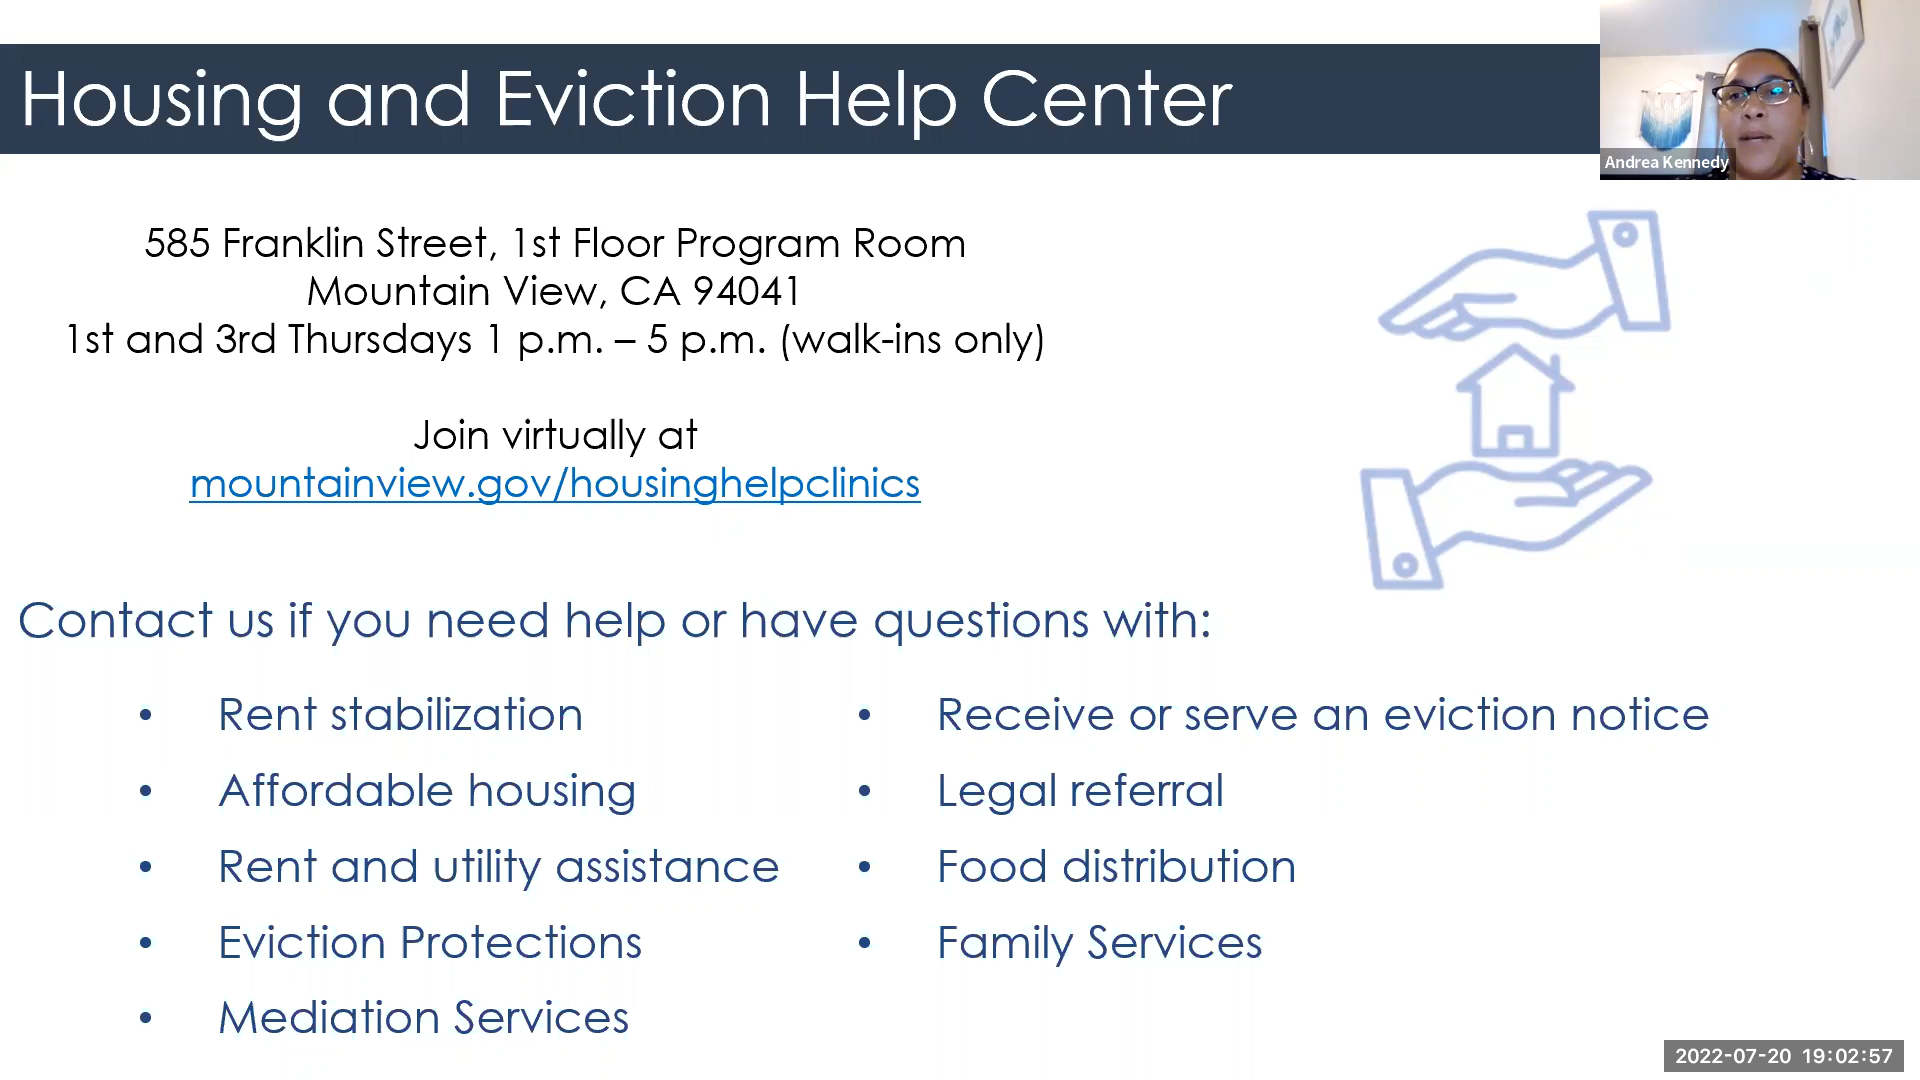 Housing and Eviction Help Center
Andrea Kennedy
585 Franklin Street, 1st Floor Program Room
Mountain View, CA 94041
1st and 3rd Thursdays 1 p.m. – 5 p.m. (walk-ins only)
Join virtually at
mountainview.gov/housinghelpclinics
Contact us if you need help or have questions with:
• Rent stabilization
• Affordable housing
• Rent and utility assistance
• Eviction Protections
• Mediation Services
• Receive or serve an eviction notice
• Legal referral
• Food distribution
• Family Services
2022-07-20 19:02:57